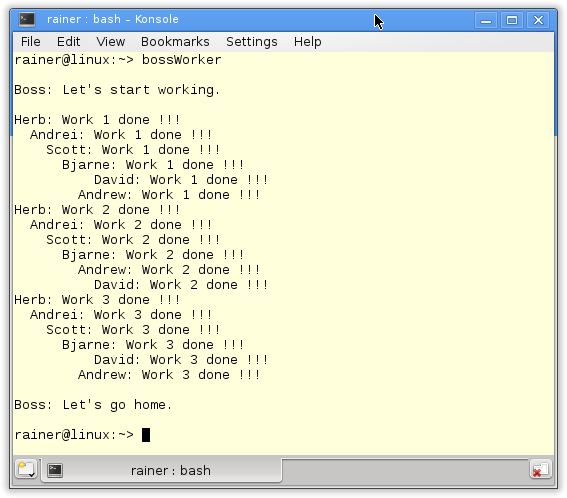 rainer : bash – Konsole
File Edit View Bookmarks Settings Help
rainer@linux:~> bossWorker
Boss: Let's start working.
Herb: Work 1 done !!!
Andrei: Work 1 done !!!
Scott: Work 1 done !!!
Bjarne: Work 1 done !!!
David: Work 1 done !!!
Andrew: Work 1 done !!!
Herb: Work 2 done !!!
Andrei: Work 2 done !!!
Scott: Work 2 done !!!
Bjarne: Work 2 done !!!
Andrew: Work 2 done !!!
David: Work 2 done !!!
Herb: Work 3 done !!!
Andrei: Work 3 done !!!
Scott: Work 3 done !!!
Bjarne: Work 3 done !!!
David: Work 3 done !!!
Andrew: Work 3 done !!!
Boss: Let's go home.
rainer@linux:~>
rainer : bash